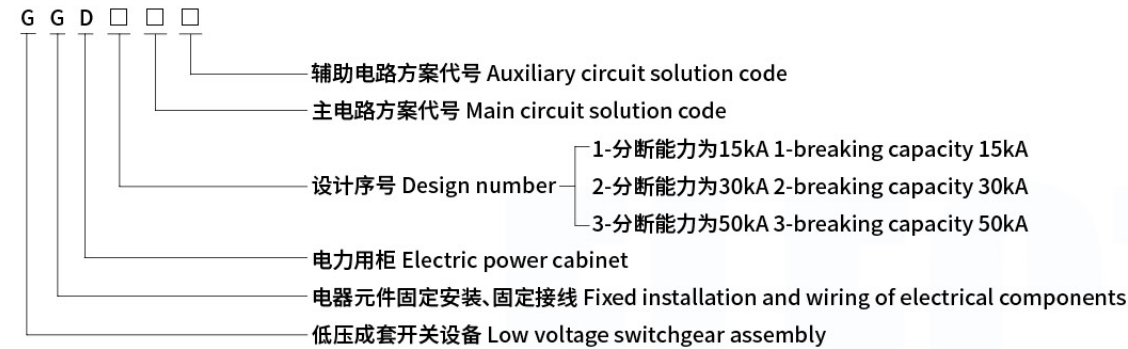 G G D □ □ □
辅助电路方案代号 Auxiliary circuit solution code
主电路方案代号 Main circuit solution code
1-分断能力为15kA 1-breaking capacity 15kA
设计序号 Design number
2-分断能力为30kA 2-breaking capacity 30kA
3-分断能力为50kA 3-breaking capacity 50kA
电力用柜 Electric power cabinet
电器元件固定安装、固定接线 Fixed installation and wiring of electrical components
低压成套开关设备 Low voltage switchgear assembly